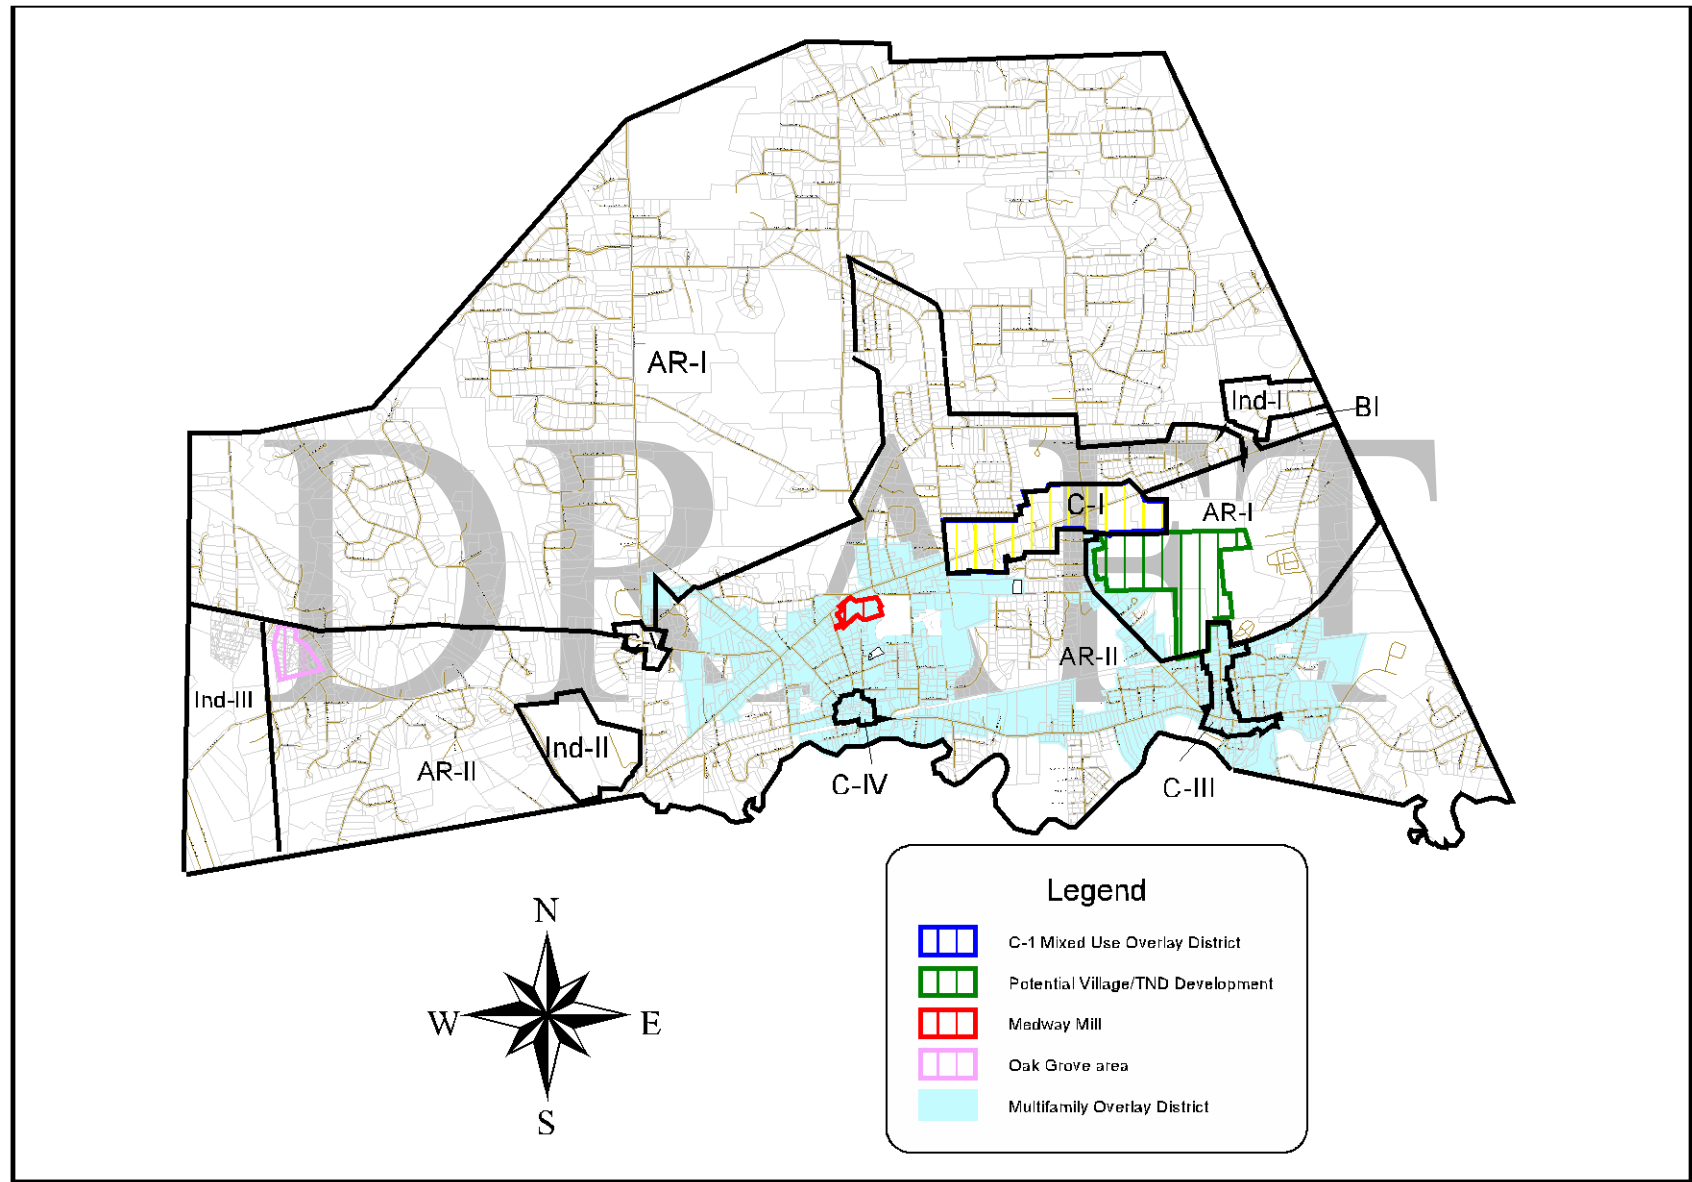 DRAFT
AR-I
Ind-I
BI
C-I
AR-I
C-V
AR-II
Ind-III
Ind-II
AR-II
C-IV
C-III
Legend
C-1 Mixed Use Overlay District
Potential Village/TND Development
Medway Mill
Oak Grove area
Multifamily Overlay District
N
W
E
S